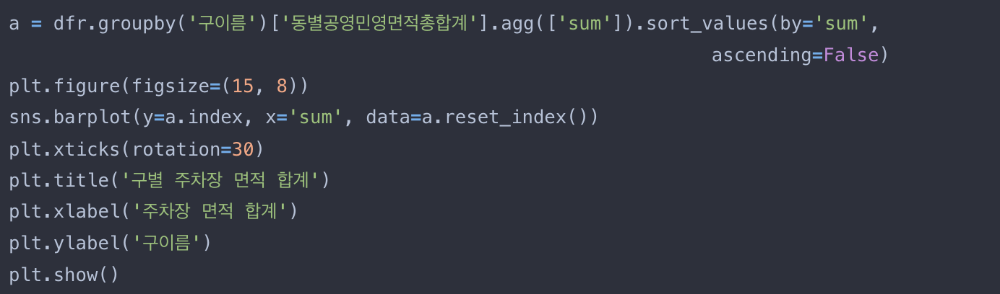 a = dfr.groupby('구이름')['동별공영민영면적총합계'].agg(['sum']).sort_values(by='sum',
ascending=False)
plt.figure(figsize=(15, 8))
sns.barplot(y=a.index, x='sum', data=a.reset_index())
plt.xticks(rotation=30)
plt.title('구별 주차장 면적 합계')
plt.xlabel('주차장 면적 합계')
plt.ylabel('구이름')
plt.show()